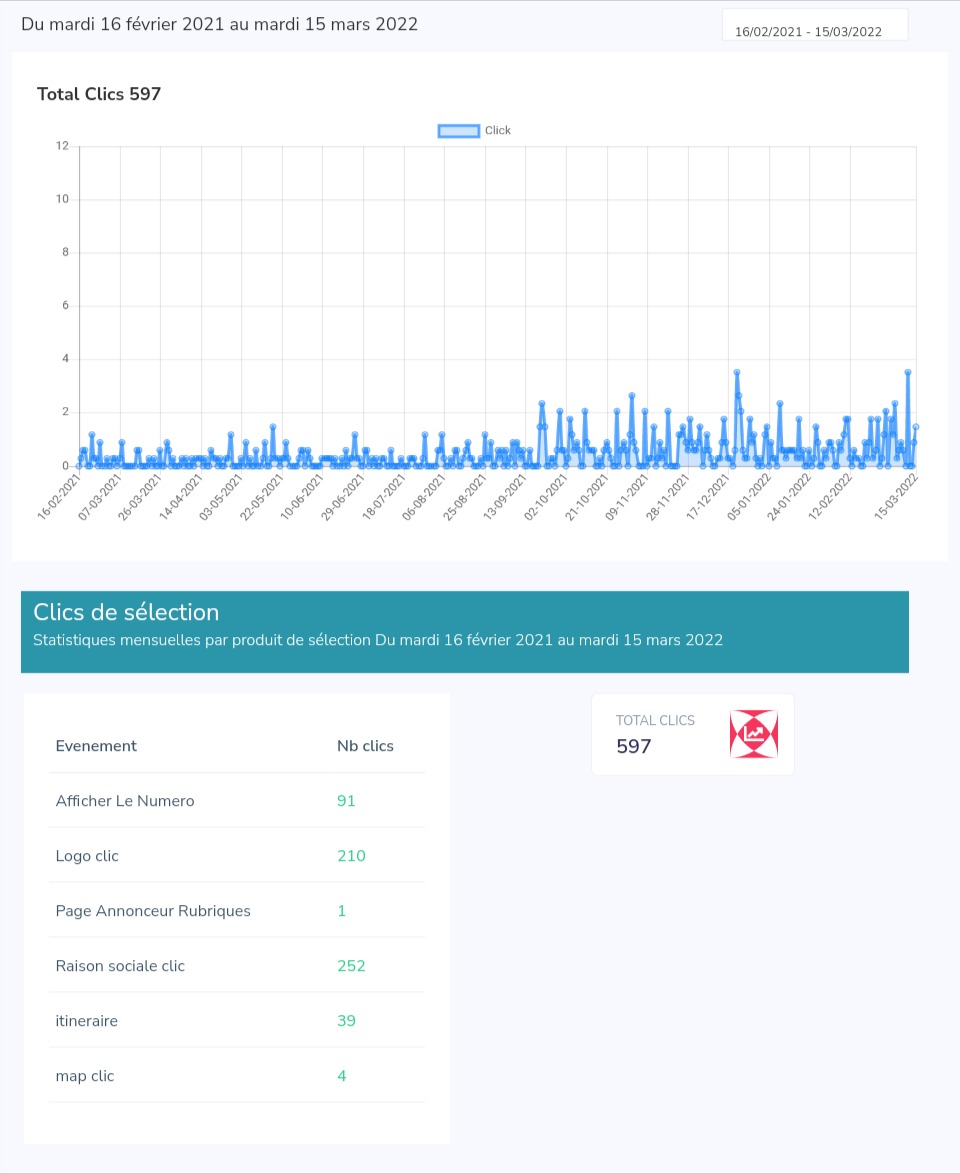 Du mardi 16 février 2021 au mardi 15 mars 2022
16/02/2021 - 15/03/2022
Total Clics 597
Click
12
10
8
6
4
2
0
16-02-2021
07-03-2021
26-03-2021
14-04-2021
03-05-2021
22-05-2021
10-06-2021
29-06-2021
18-07-2021
06-08-2021
25-08-2021
13-09-2021
02-10-2021
21-10-2021
09-11-2021
28-11-2021
17-12-2021
05-01-2022
24-01-2022
12-02-2022
15-03-2022
Clics de sélection
Statistiques mensuelles par produit de sélection Du mardi 16 février 2021 au mardi 15 mars 2022
Evenement Nb clics
Afficher Le Numero 91
Logo clic 210
Page Annonceur Rubriques 1
Raison sociale clic 252
itineraire 39
map clic 4
TOTAL CLICS
597